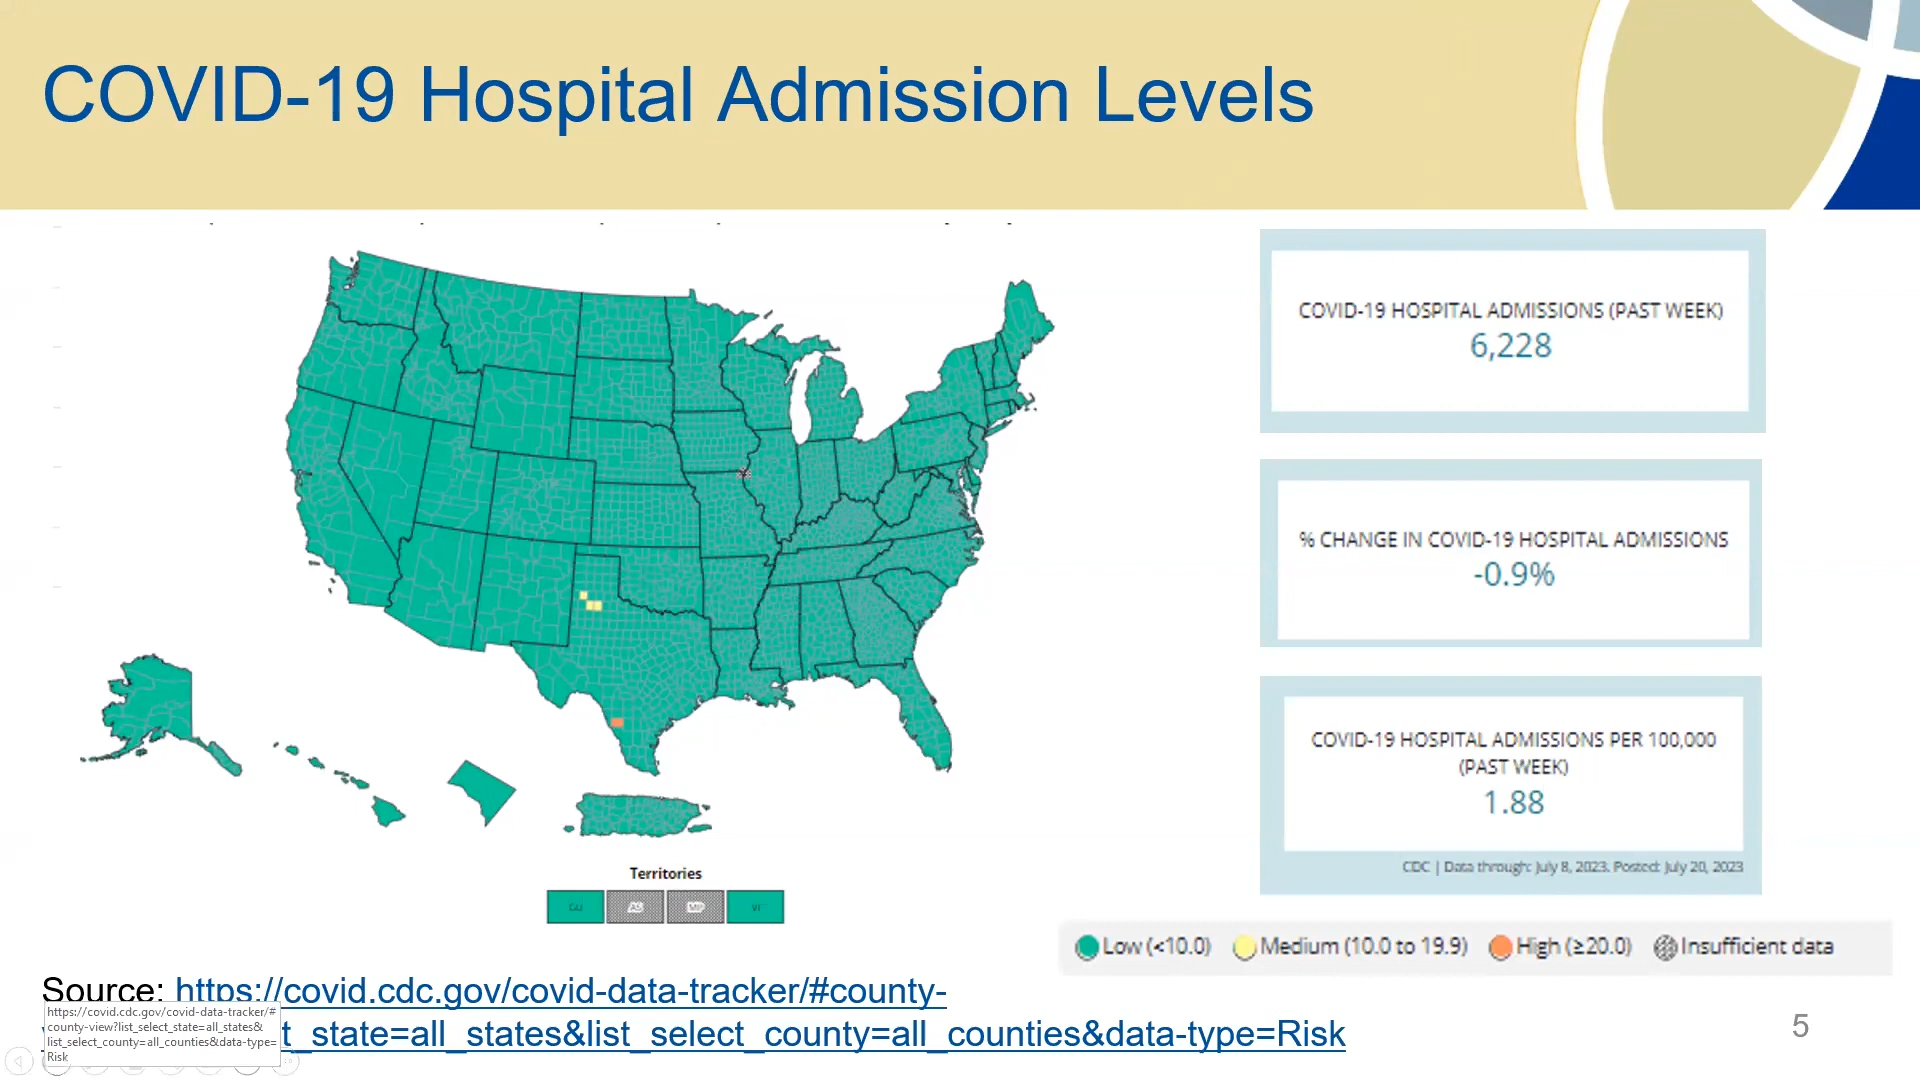 COVID-19 Hospital Admission Levels
COVID-19 HOSPITAL ADMISSIONS (PAST WEEK)
6,228
% CHANGE IN COVID-19 HOSPITAL ADMISSIONS
-0.9%
COVID-19 HOSPITAL ADMISSIONS PER 100,000
(PAST WEEK)
1.88
CDC | Data through: July 8, 2023. Posted: July 20, 2023
Territories
GU AS MP VI
Low (<10.0) Medium (10.0 to 19.9) High (≥20.0) Insufficient data
Source: https://covid.cdc.gov/covid-data-tracker/#county-
t_state=all_states&list_select_county=all_counties&data-type=Risk
https://covid.cdc.gov/covid-data-tracker/#
county-view?list_select_state=all_states&
list_select_county=all_counties&data-type=
Risk
5